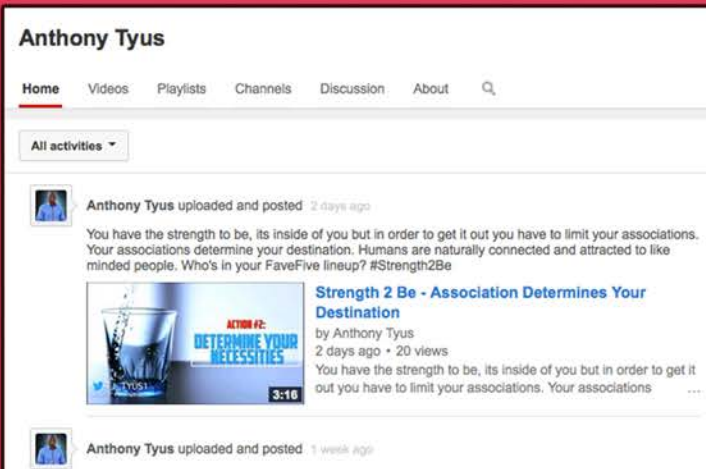 Anthony Tyus
Home Videos Playlists Channels Discussion About
All activities
Anthony Tyus uploaded and posted 2 days ago
You have the strength to be, its inside of you but in order to get it out you have to limit your associations.
Your associations determine your destination. Humans are naturally connected and attracted to like
minded people. Who's in your FaveFive lineup? #Strength2Be
ACTION #2:
DETERMINE YOUR
NECESSITIES
3:16
Strength 2 Be - Association Determines Your
Destination
by Anthony Tyus
2 days ago • 20 views
You have the strength to be, its inside of you but in order to get it
out you have to limit your associations. Your associations ...
Anthony Tyus uploaded and posted 1 week ago